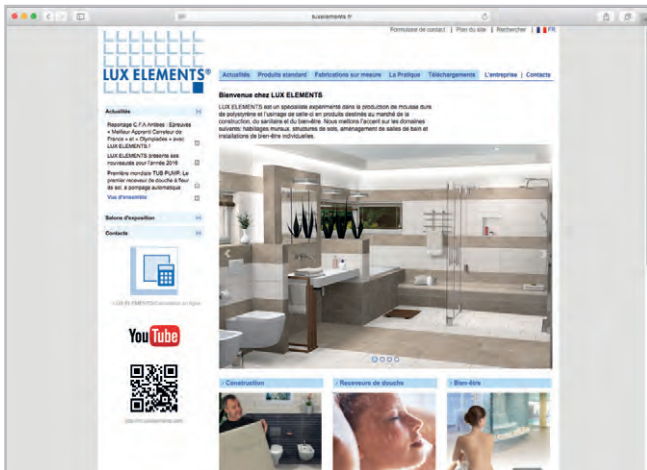 luxelements.fr
Formulaire de contact | Plan du site | Rechercher | FR
LUX ELEMENTS®
Actualités Produits standard Fabrications sur mesure La Pratique Téléchargements L'entreprise | Contacts
Bienvenue chez LUX ELEMENTS
LUX ELEMENTS est un spécialiste expérimenté dans la production de mousse dure
de polystyrène et l'usinage de celle-ci en produits destinés au marché de la
construction, du sanitaire et du bien-être. Nous mettons l'accent sur les domaines
suivants: habillages muraux, structures de sols, aménagement de salles de bain et
installations de bien-être individuelles.
Actualités
Reportage C.F.A Antibes : Epreuves
« Meilleur Apprenti Carreleur de
France » et « Olympiades » avec
LUX ELEMENTS !
LUX ELEMENTS présente ses
nouveautés pour l'année 2016
Première mondiale TUB PUMP: Le
premier receveur de douche à fleur
de sol, à pompage automatique
Vue d'ensemble
Salons d'exposition
Contacts
You Tube
› Construction
› Receveurs de douche
› Bien-être